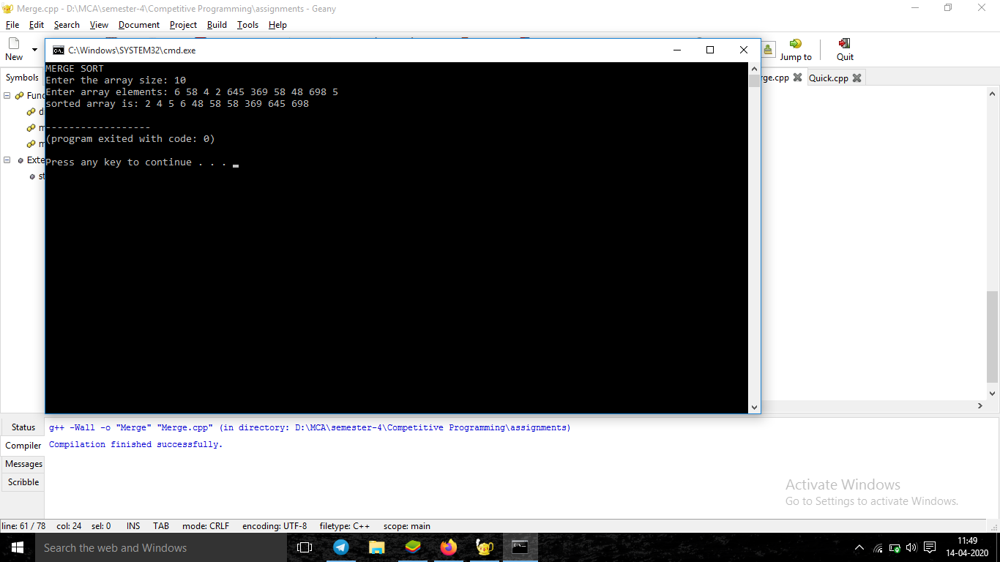 Merge.cpp - D:\MCA\semester-4\Competitive Programming\assignments - Geany
File Edit Search View Document Project Build Tools Help
New
Jump to
Quit
C:\Windows\SYSTEM32\cmd.exe
Symbols
rge.cpp
Quick.cpp
MERGE SORT
Enter the array size: 10
Enter array elements: 6 58 4 2 645 369 58 48 698 5
sorted array is: 2 4 5 6 48 58 58 369 645 698
------------------
(program exited with code: 0)
Press any key to continue . . .
Func
d
m
m
Exte
st
Status
Compiler
Messages
Scribble
g++ -Wall -o "Merge" "Merge.cpp" (in directory: D:\MCA\semester-4\Competitive Programming\assignments)
Compilation finished successfully.
Activate Windows
Go to Settings to activate Windows.
line: 61 / 78 col: 24 sel: 0 INS TAB mode: CRLF encoding: UTF-8 filetype: C++ scope: main
Search the web and Windows
11:49
14-04-2020